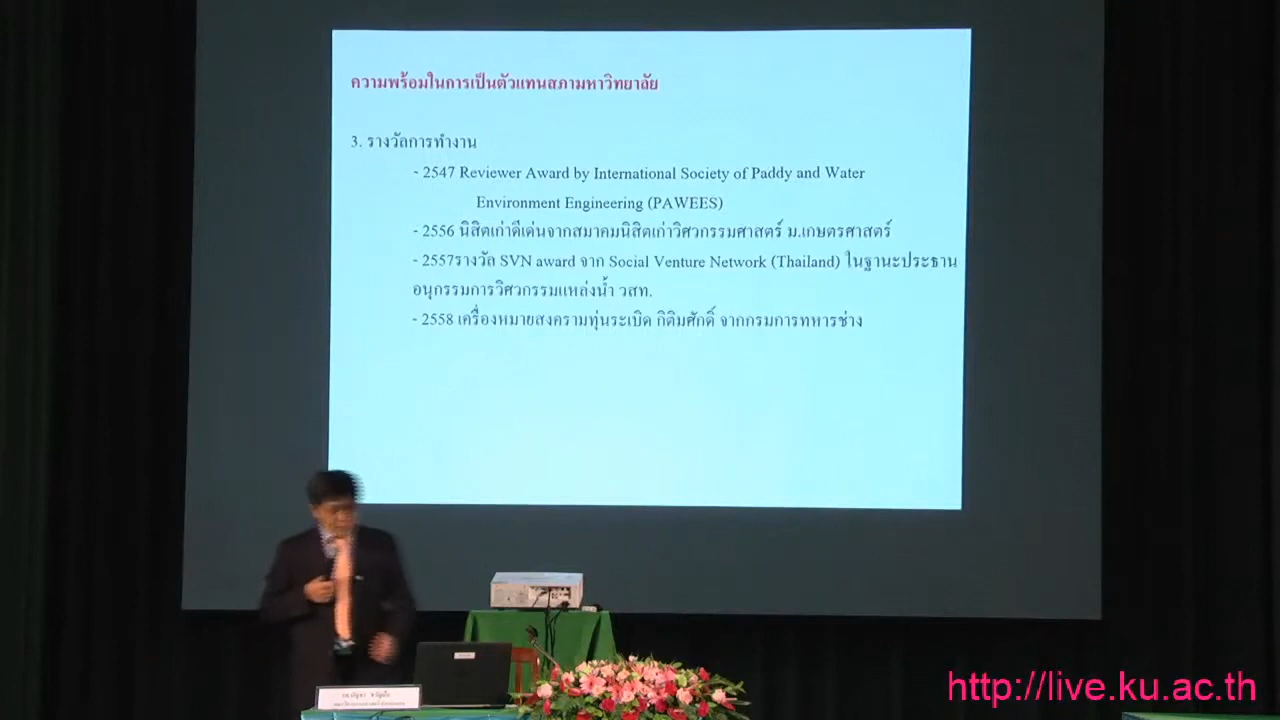 ความพร้อมในการเป็นตัวแทนสภามหาวิทยาลัย
3. รางวัลการทำงาน
- 2547 Reviewer Award by International Society of Paddy and Water
Environment Engineering (PAWEES)
- 2556 นิสิตเก่าดีเด่นจากสมาคมนิสิตเก่าวิศวกรรมศาสตร์ ม.เกษตรศาสตร์
- 2557รางวัล SVN award จาก Social Venture Network (Thailand) ในฐานะประธาน
อนุกรรมการวิศวกรรมแหล่งน้ำ วสท.
- 2558 เครื่องหมายสงครามทุ่นระเบิด กิติมศักดิ์ จากกรมการทหารช่าง
http://live.ku.ac.th